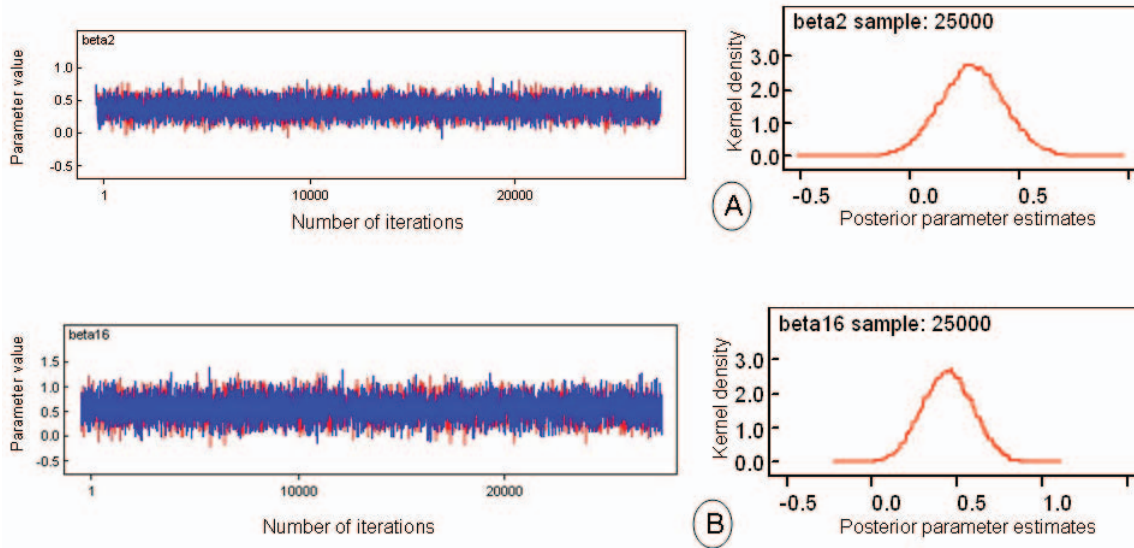 beta2
Parameter value
1.0
0.5
0.0
-0.5
1
10000
20000
Number of iterations
beta2 sample: 25000
Kernel density
3.0
2.0
1.0
0.0
-0.5
0.0
0.5
Posterior parameter estimates
A
beta16
Parameter value
1.5
1.0
0.5
0.0
-0.5
1
10000
20000
Number of iterations
beta16 sample: 25000
Kernel density
3.0
2.0
1.0
0.0
-0.5
0.0
0.5
1.0
Posterior parameter estimates
B